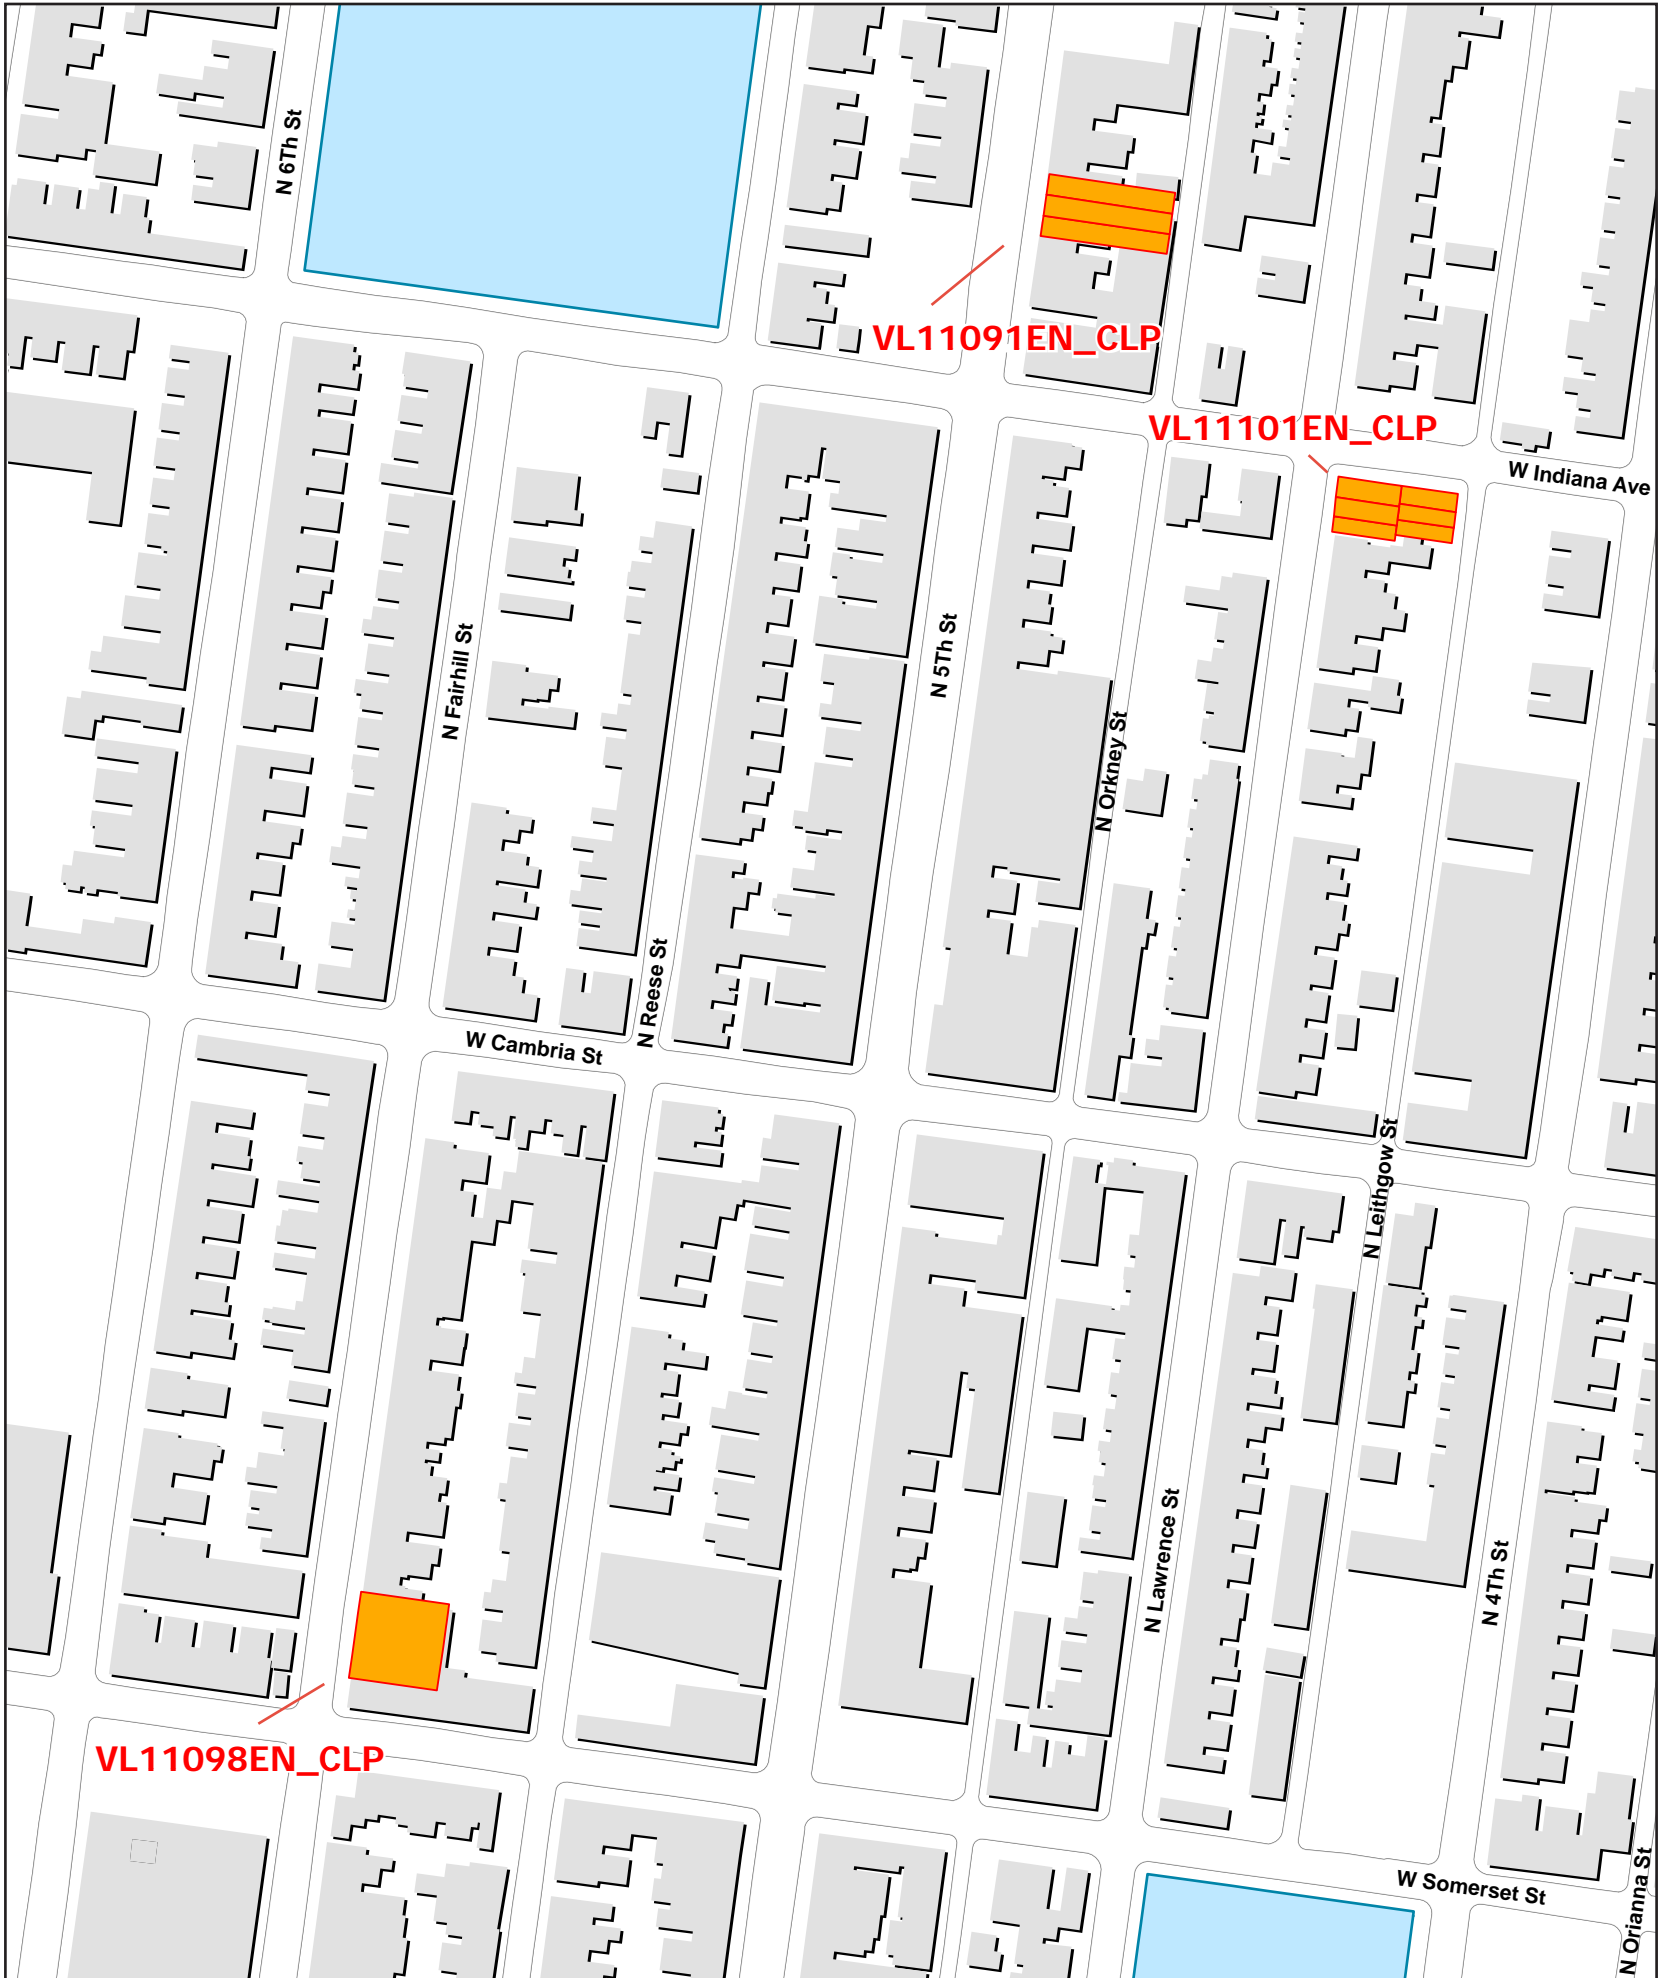 N 6Th St
VL11091EN_CLP
VL11101EN_CLP
W Indiana Ave
N Fairhill St
N 5Th St
N Orkney St
N Reese St
W Cambria St
N Leithgow St
N Lawrence St
N 4Th St
VL11098EN_CLP
W Somerset St
N Orianna St